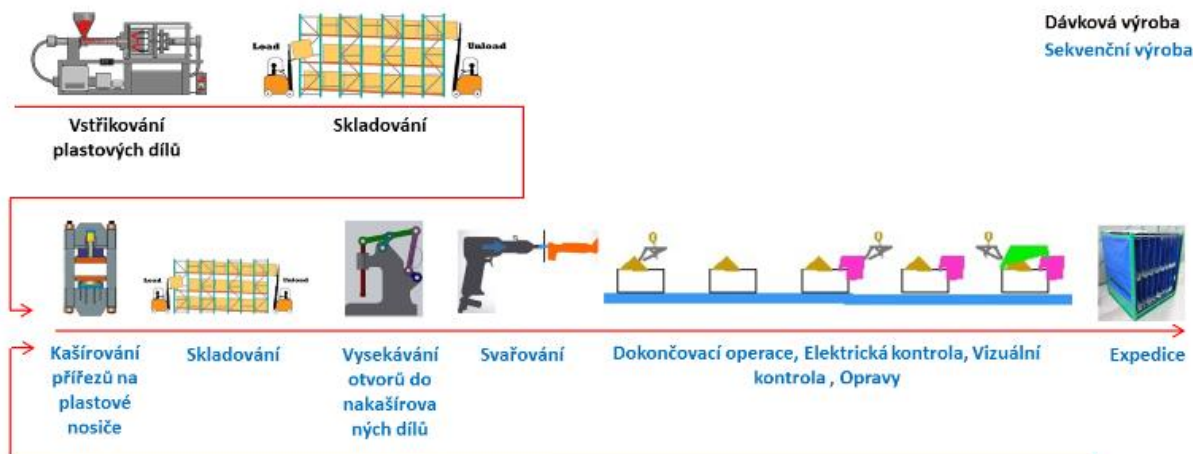 Dávková výroba
Sekvenční výroba
Load
Unload
Vstřikování
plastových dílů
Skladování
Load
Unload
Kašírování
přířezů na
plastové
nosiče
Skladování
Vysekávání
otvorů do
nakašírova
ných dílů
Svařování
Dokončovací operace, Elektrická kontrola, Vizuální
kontrola , Opravy
Expedice